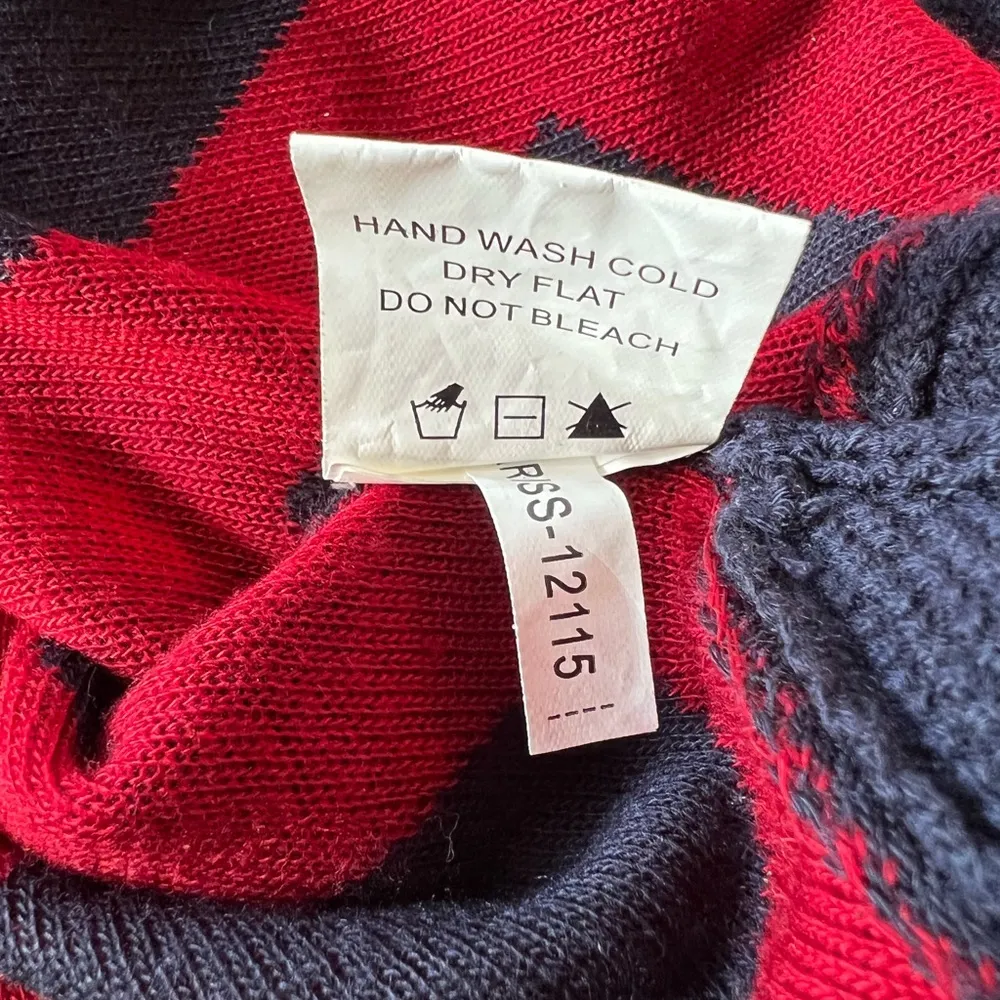 HAND WASH COLD
DRY FLAT
DO NOT BLEACH
RSS-12115